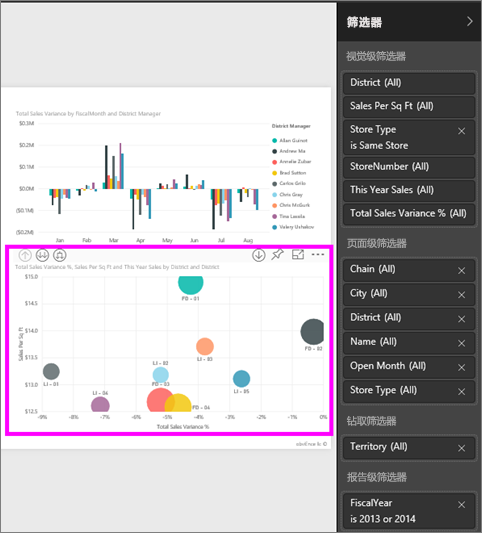 Total Sales Variance by FiscalMonth and District Manager
$0.3M
$0.2M
$0.1M
$0.0M
($0.1M)
($0.2M)
Jan Feb Mar Apr May Jun Jul Aug
District Manager
Allan Guinot
Andrew Ma
Annelie Zubar
Brad Sutton
Carlos Grilo
Chris Gray
Chris McGurk
Tina Lassila
Valery Ushakov
Total Sales Variance %, Sales Per Sq Ft and This Year Sales by District and District
Sales Per Sq Ft
$15.0
$14.5
$14.0
$13.5
$13.0
$12.5
FD - 01
FD - 02
LI - 03
LI - 02
LI - 01
FD - 03
LI - 05
LI - 04
FD - 04
-9% -8% -7% -6% -5% -4% -3% -2% -1% 0%
Total Sales Variance %
筛选器
视觉级筛选器
District (All)
Sales Per Sq Ft (All)
Store Type
is Same Store
StoreNumber (All)
This Year Sales (All)
Total Sales Variance % (All)
页面级筛选器
Chain (All)
City (All)
District (All)
Name (All)
Open Month (All)
Store Type (All)
钻取筛选器
Territory (All)
报告级筛选器
FiscalYear
is 2013 or 2014